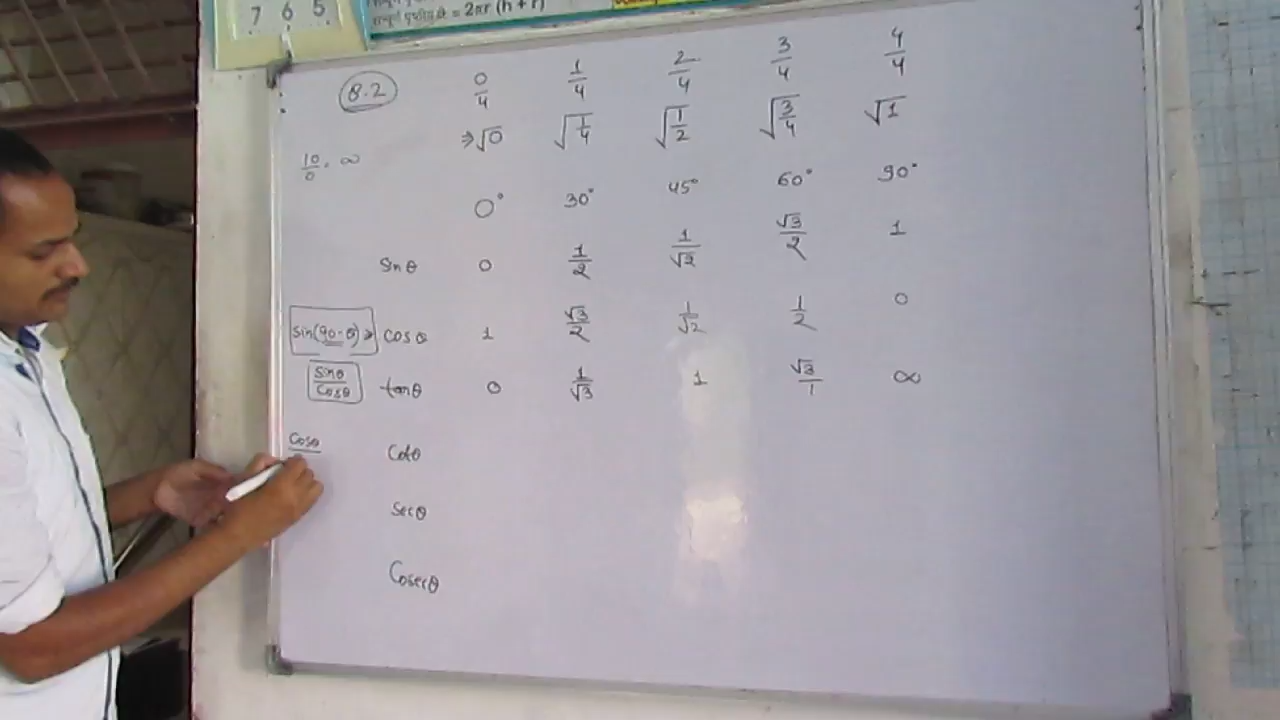 7 6 5
सम्पूर्ण पृष्ठीय क्षे. = 2πr (h + r)
8.2
0/4 1/4 2/4 3/4 4/4
⇒√0 √1/4 √1/2 √3/4 √1
10/0 = ∞
0° 30° 45° 60° 90°
sinθ 0 1/2 1/√2 √3/2 1
sin(90-θ) ⇒ cosθ 1 √3/2 1/√2 1/2 0
sinθ/cosθ tanθ 0 1/√3 1 √3/1 ∞
cosθ cotθ
secθ
Cosecθ